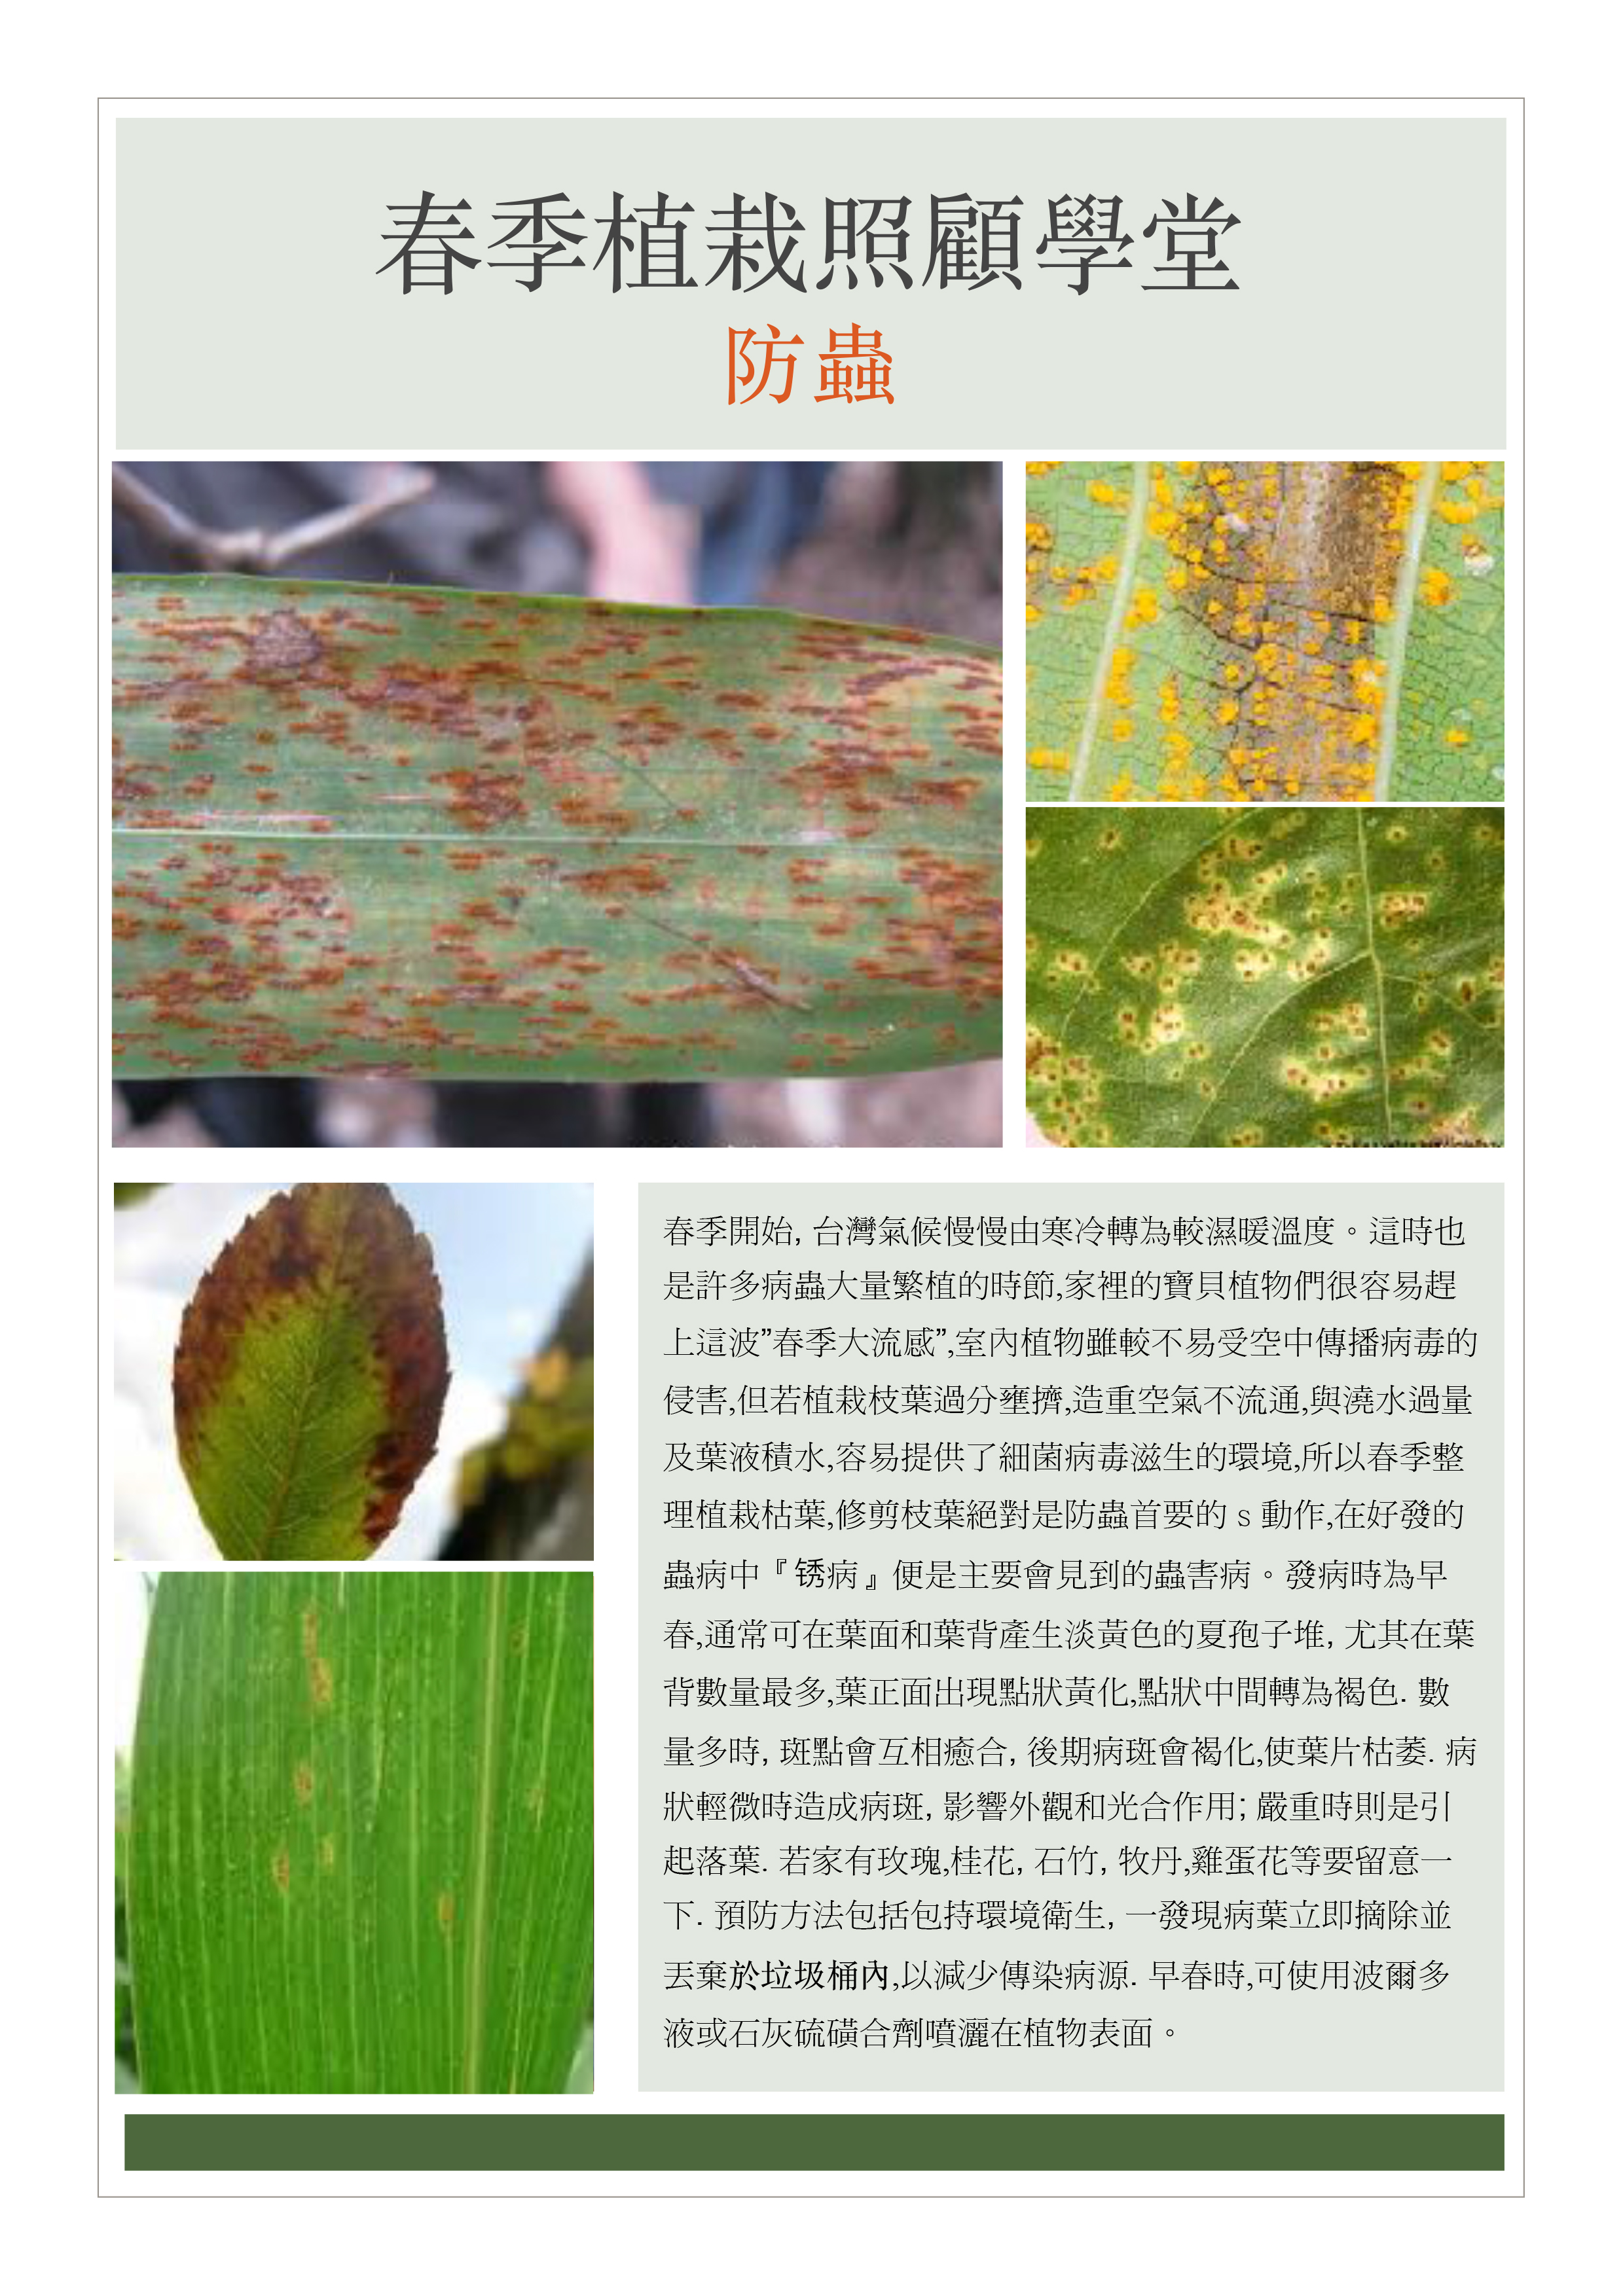 春季植栽照顧學堂
防蟲
春季開始, 台灣氣候慢慢由寒冷轉為較濕暖溫度。這時也
是許多病蟲大量繁植的時節,家裡的寶貝植物們很容易趕
上這波”春季大流感”,室內植物雖較不易受空中傳播病毒的
侵害,但若植栽枝葉過分壅擠,造重空氣不流通,與澆水過量
及葉液積水,容易提供了細菌病毒滋生的環境,所以春季整
理植栽枯葉,修剪枝葉絕對是防蟲首要的 s 動作,在好發的
蟲病中『锈病』便是主要會見到的蟲害病。發病時為早
春,通常可在葉面和葉背產生淡黃色的夏孢子堆, 尤其在葉
背數量最多,葉正面出現點狀黃化,點狀中間轉為褐色. 數
量多時, 斑點會互相癒合, 後期病斑會褐化,使葉片枯萎. 病
狀輕微時造成病斑, 影響外觀和光合作用; 嚴重時則是引
起落葉. 若家有玫瑰,桂花, 石竹, 牧丹,雞蛋花等要留意一
下. 預防方法包括包持環境衛生, 一發現病葉立即摘除並
丟棄於垃圾桶內,以減少傳染病源. 早春時,可使用波爾多
液或石灰硫磺合劑噴灑在植物表面。